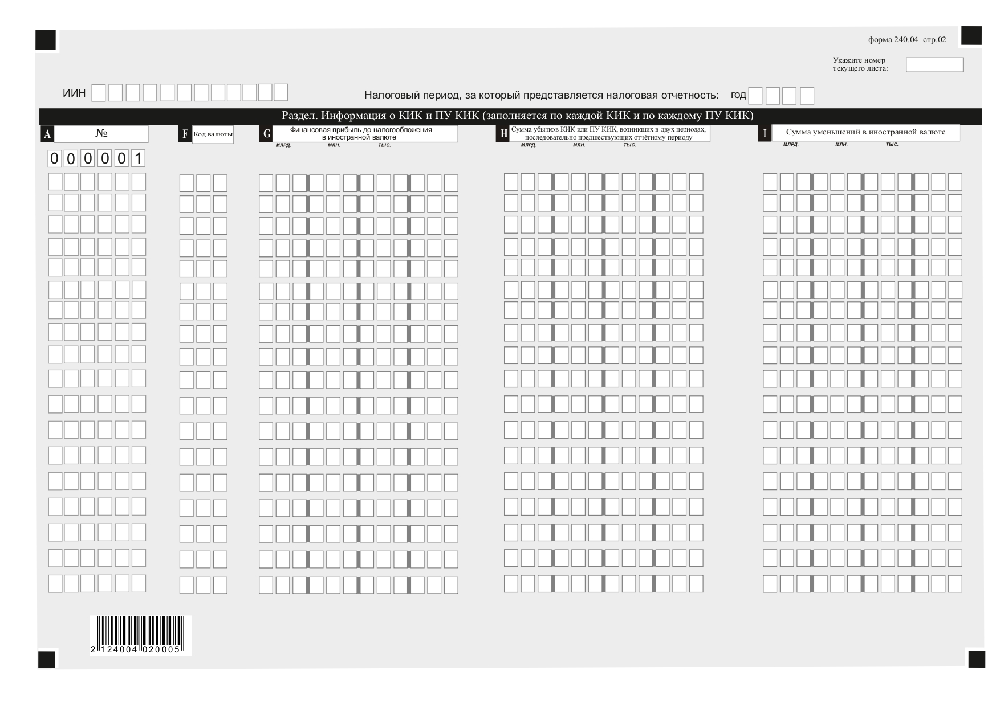 форма 240.04 стр.02
Укажите номер
текущего листа:
ИИН
Налоговый период, за который представляется налоговая отчетность: год
Раздел. Информация о КИК и ПУ КИК (заполняется по каждой КИК и по каждому ПУ КИК)
A №
F Код валюты
G Финансовая прибыль до налогообложения
в иностранной валюте
H Сумма убытков КИК или ПУ КИК, возникших в двух периодах,
последовательно предшествующих отчётному периоду
I Сумма уменьшений в иностранной валюте
МЛРД. МЛН. ТЫС.
МЛРД. МЛН. ТЫС.
МЛРД. МЛН. ТЫС.
000001
2 124004 020005